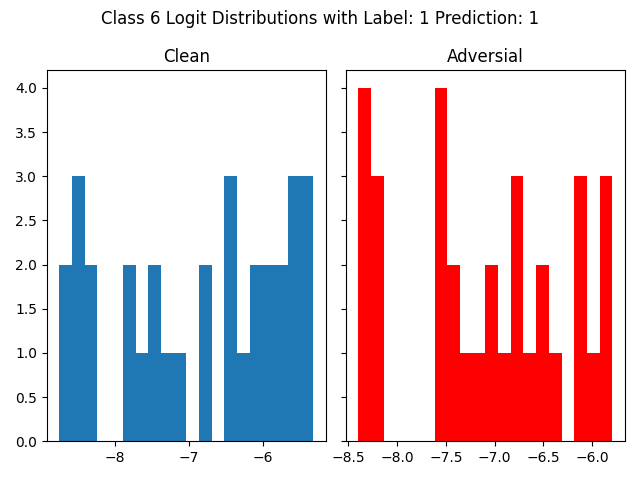 Class 6 Logit Distributions with Label: 1 Prediction: 1
Clean
Adversial
4.0
3.5
3.0
2.5
2.0
1.5
1.0
0.5
0.0
−8 −7 −6
−8.5 −8.0 −7.5 −7.0 −6.5 −6.0